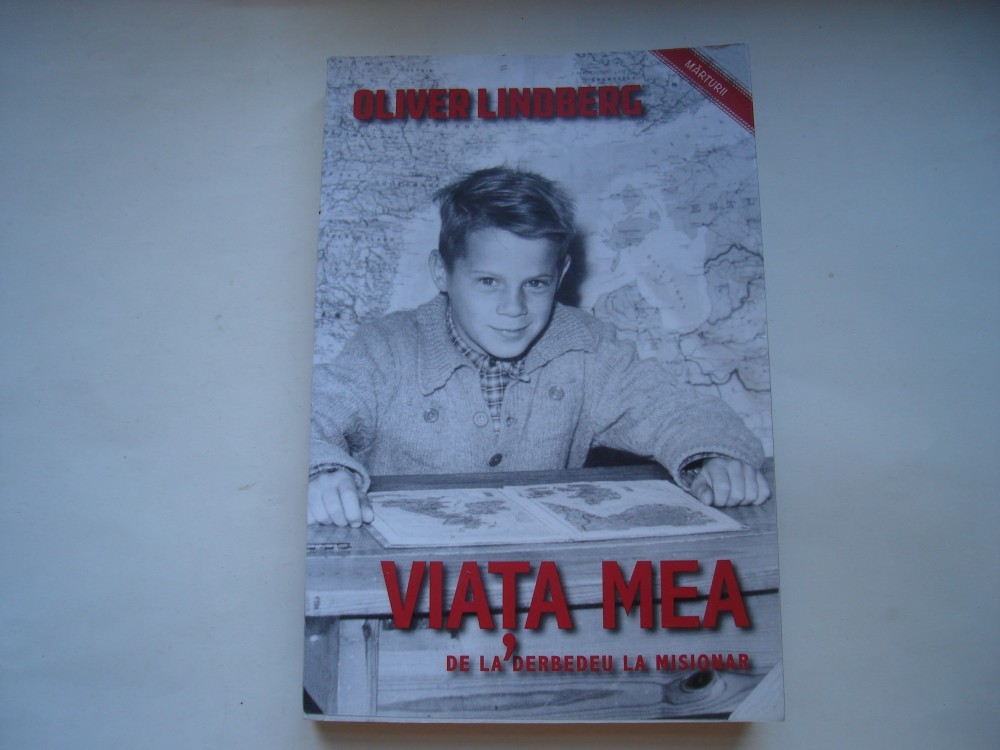 MĂRTURII
OLIVER LINDBERG
VIAȚA MEA
DE LA DERBEDEU LA MISIONAR